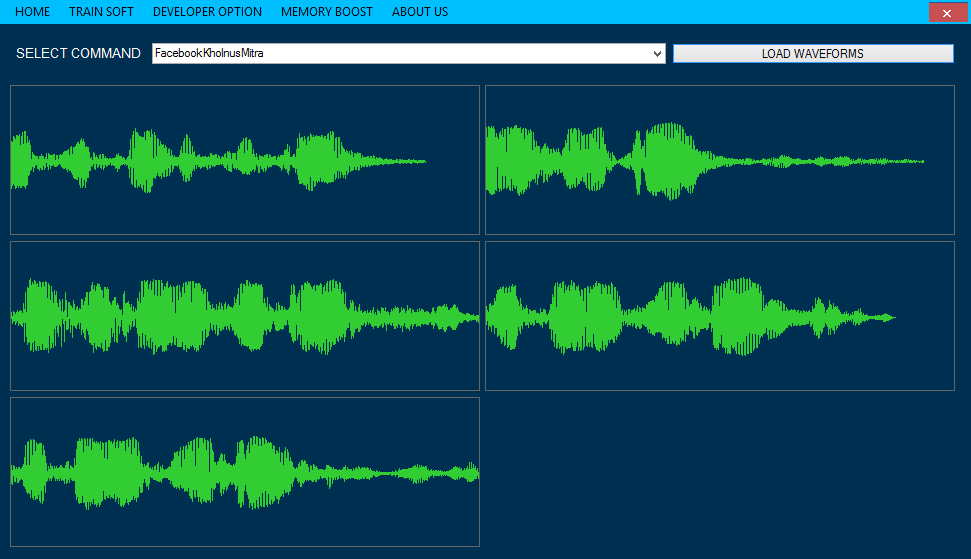 HOME TRAIN SOFT DEVELOPER OPTION MEMORY BOOST ABOUT US
SELECT COMMAND FacebookKholnusMitra LOAD WAVEFORMS